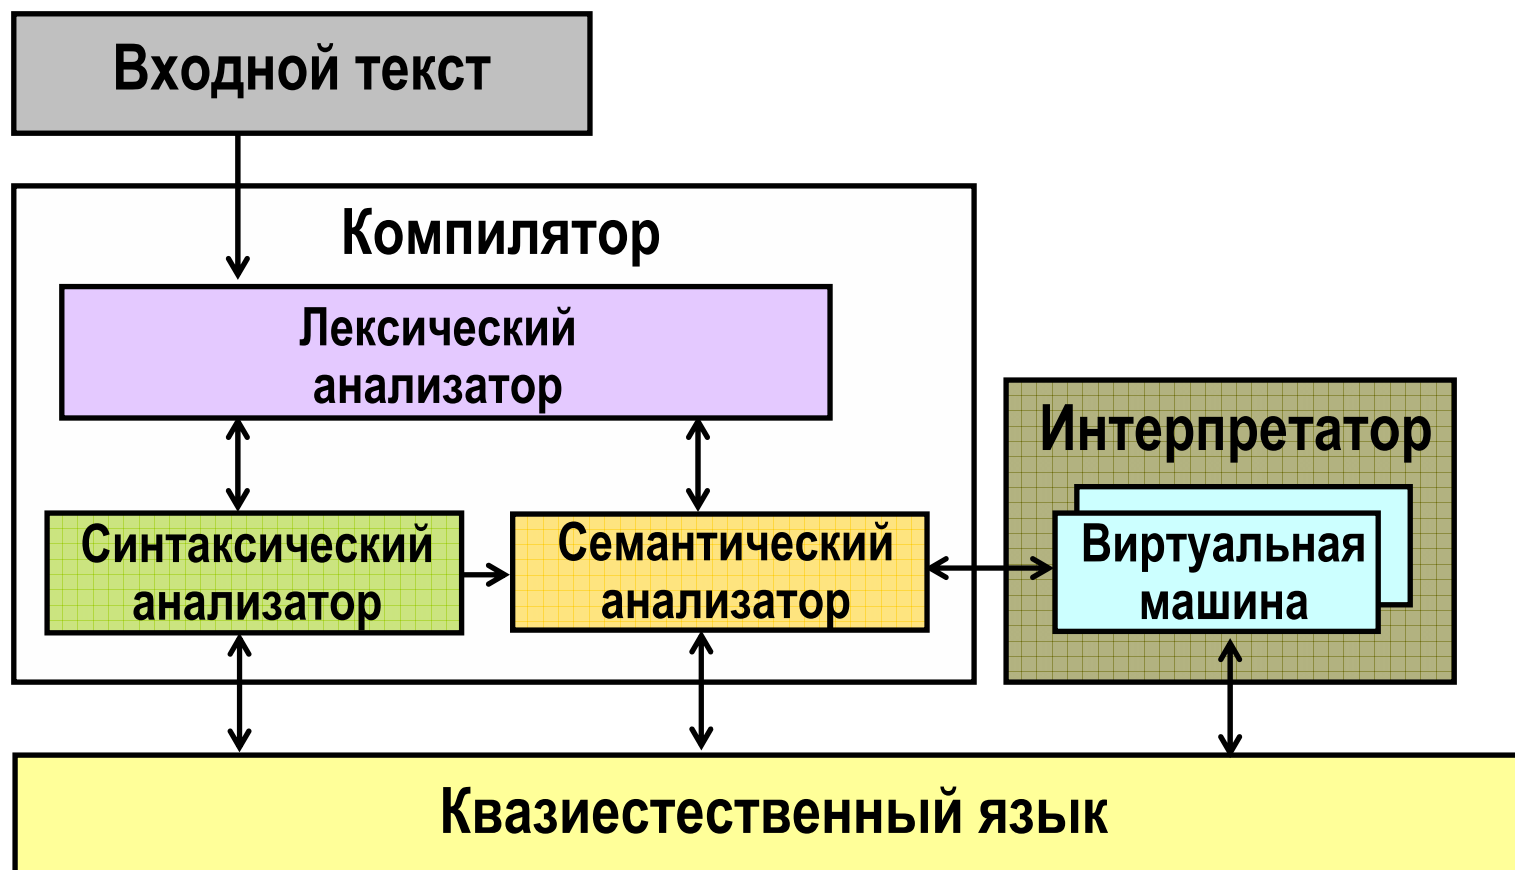 Входной текст
Компилятор
Лексический
анализатор
Интерпретатор
Синтаксический
анализатор
Семантический
анализатор
Виртуальная
машина
Квазиестественный язык